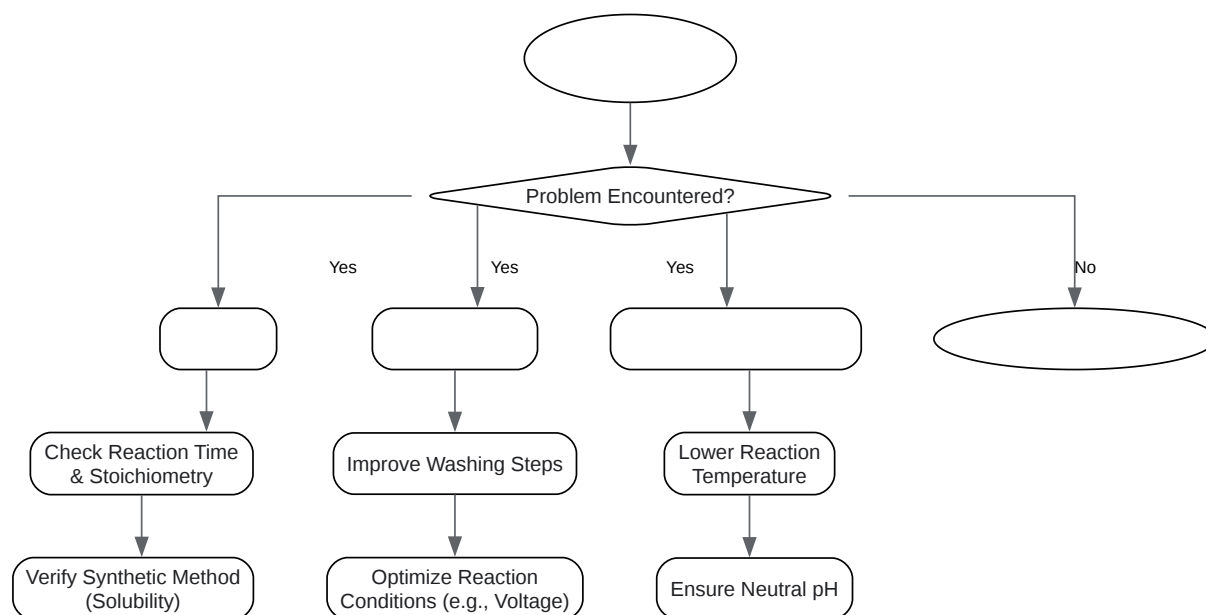 Problem Encountered?
Yes
Yes
Yes
No
Check Reaction Time
& Stoichiometry
Improve Washing Steps
Lower Reaction
Temperature
Verify Synthetic Method
(Solubility)
Optimize Reaction
Conditions (e.g., Voltage)
Ensure Neutral pH